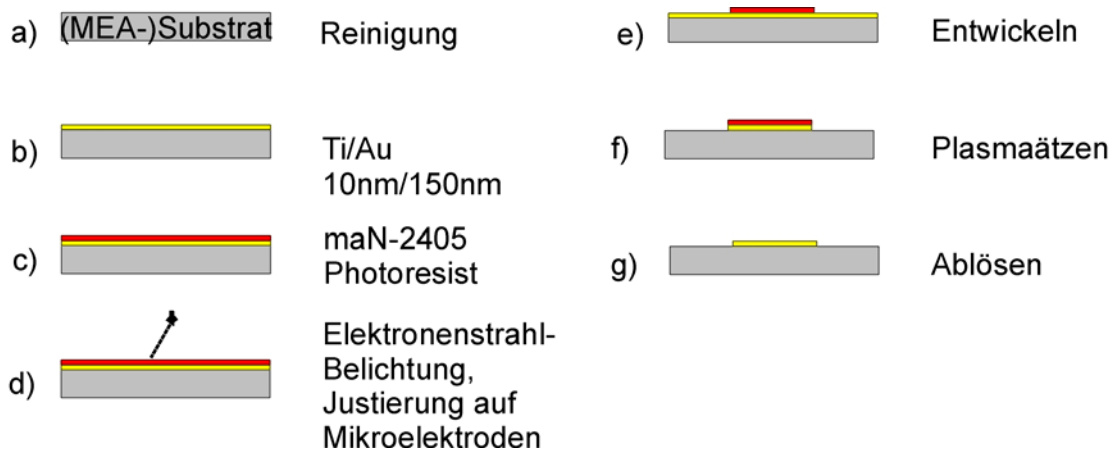 a) (MEA-)Substrat Reinigung
b) Ti/Au
10nm/150nm
c) maN-2405
Photoresist
d) Elektronenstrahl-
Belichtung,
Justierung auf
Mikroelektroden
e) Entwickeln
f) Plasmaätzen
g) Ablösen